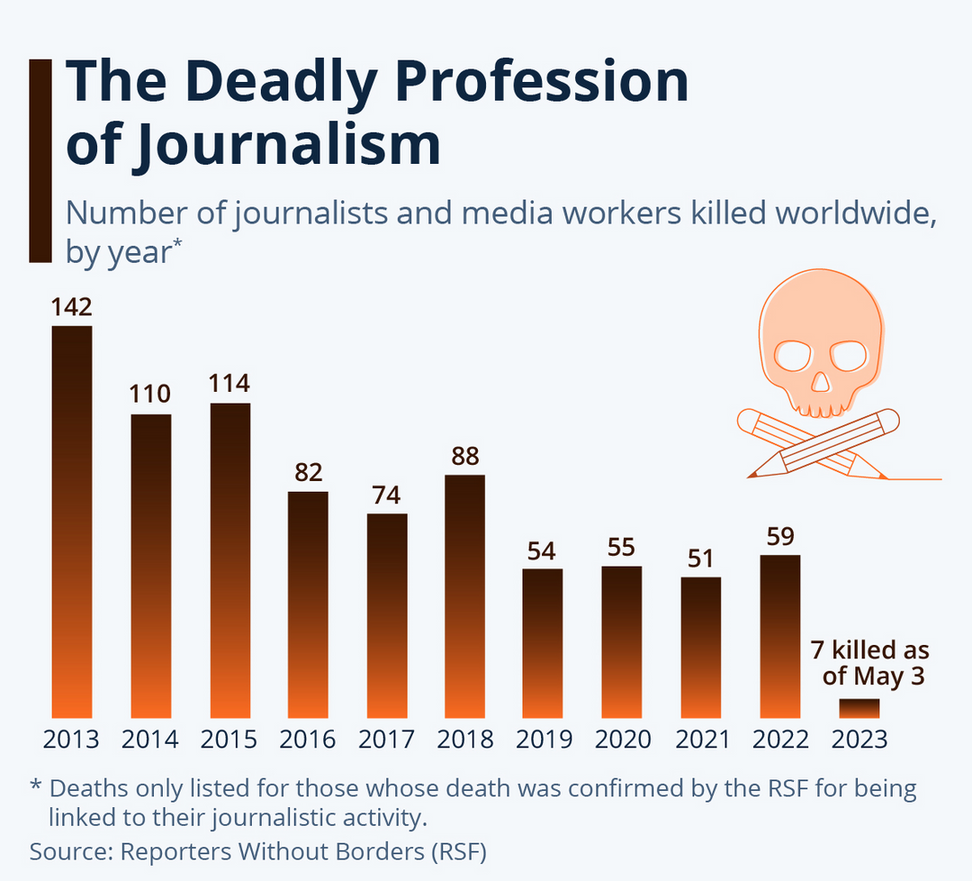 The Deadly Profession
of Journalism
Number of journalists and media workers killed worldwide,
by year*
142
110
114
82
74
88
54
55
51
59
7 killed as
of May 3
2013 2014 2015 2016 2017 2018 2019 2020 2021 2022 2023
* Deaths only listed for those whose death was confirmed by the RSF for being
linked to their journalistic activity.
Source: Reporters Without Borders (RSF)